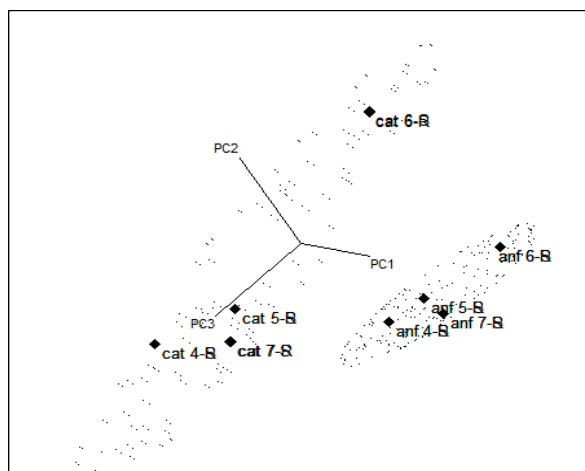 cat 6-R
PC2
anf 6-R
PC1
anf 5-R
PC3
cat 5-R
anf 7-R
anf 4-R
cat 4-R
cat 7-R